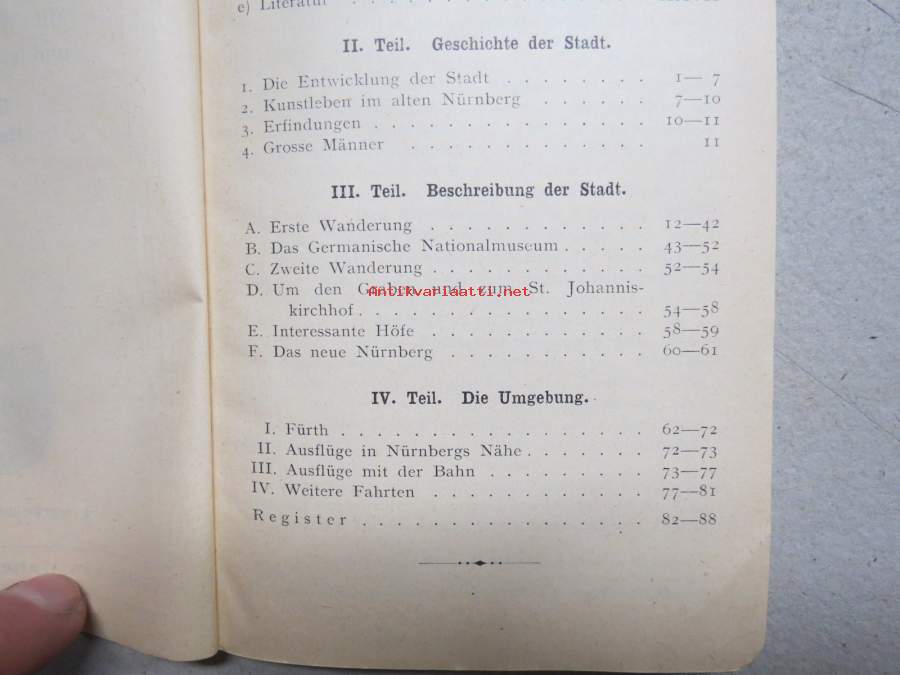 e) Literatur . . . . . . . . . . . .
II. Teil. Geschichte der Stadt.
1. Die Entwicklung der Stadt . . . . . . . 1—7
2. Kunstleben im alten Nürnberg . . . . . 7—10
3. Erfindungen . . . . . . . . . . . . 10—11
4. Grosse Männer . . . . . . . . . . 11
III. Teil. Beschreibung der Stadt.
A. Erste Wanderung . . . . . . . . . . 12—42
B. Das Germanische Nationalmuseum . . . . 43—52
C. Zweite Wanderung . . . . . . . . . 52—54
D. Um den Graben und zum St. Johannis-
kirchhof . . . . . . . . . . . . . 54—58
E. Interessante Höfe . . . . . . . . . . 58—59
F. Das neue Nürnberg . . . . . . . . . 60—61
Antikvariaatti.net
IV. Teil. Die Umgebung.
I. Fürth . . . . . . . . . . . . . 62—72
II. Ausflüge in Nürnbergs Nähe . . . . . 72—73
III. Ausflüge mit der Bahn . . . . . . . 73—77
IV. Weitere Fahrten . . . . . . . . . 77—81
Register . . . . . . . . . . . . 82—88